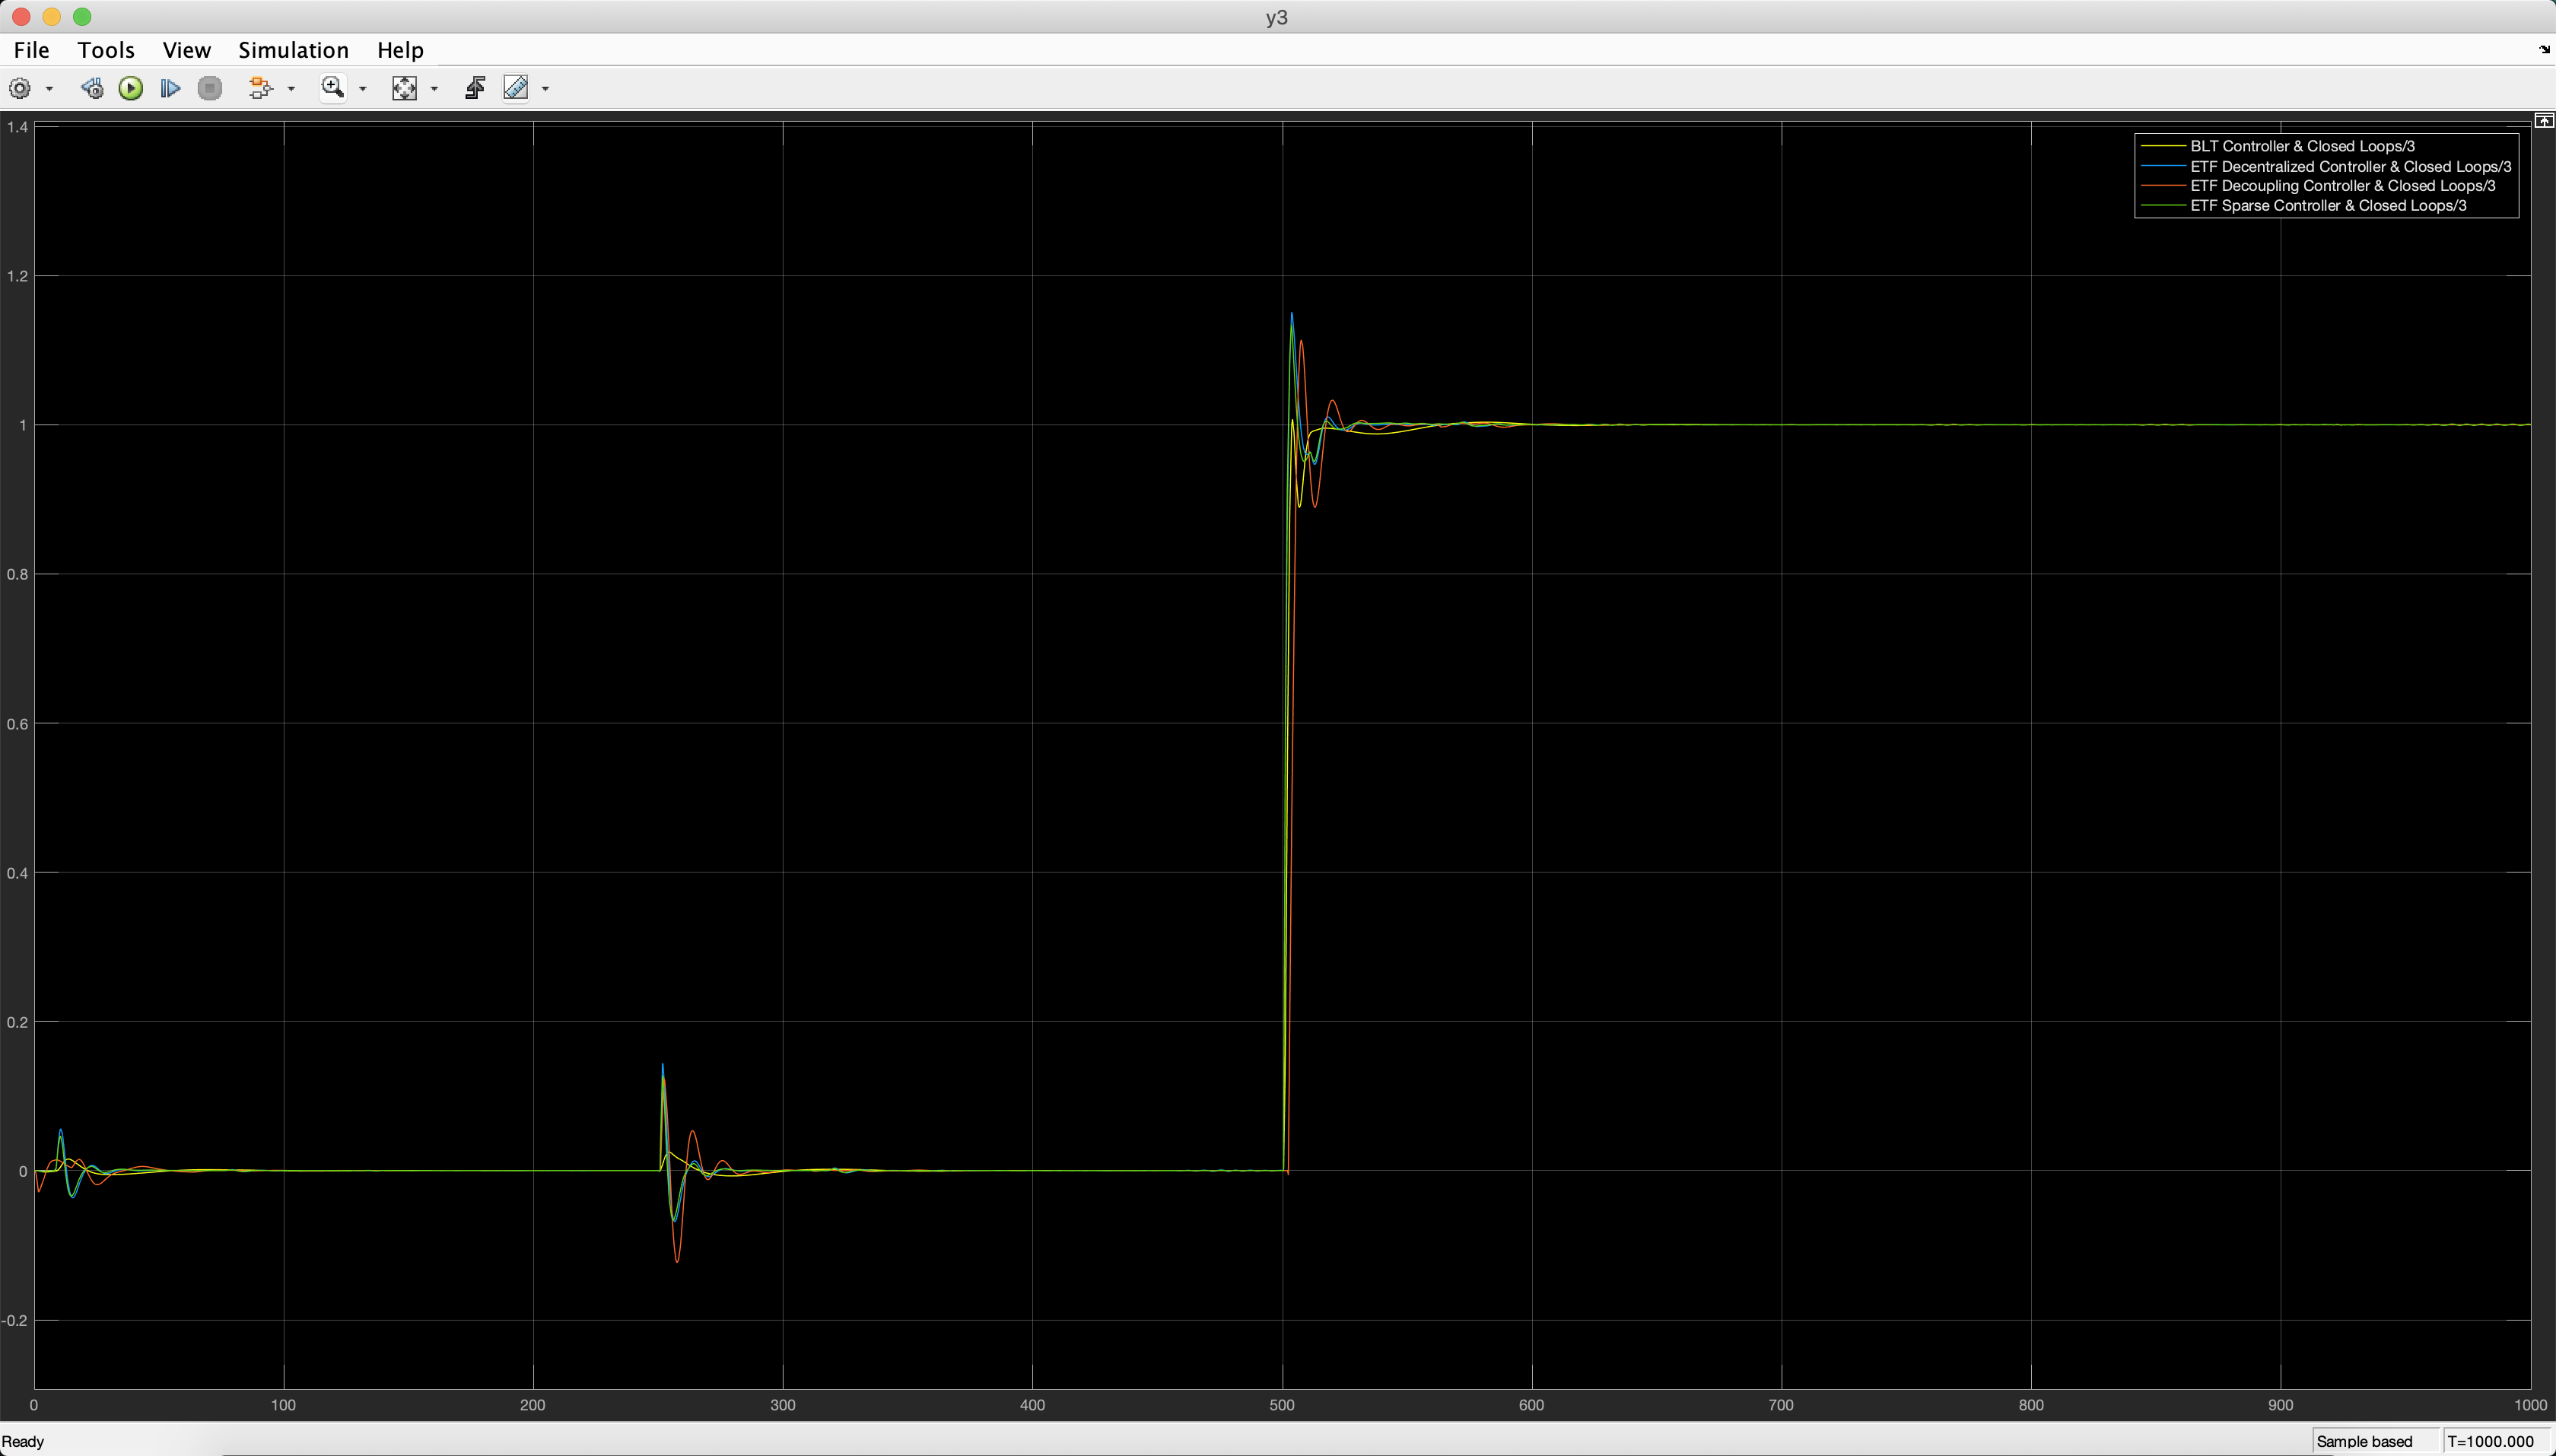 y3
File Tools View Simulation Help
1.4
BLT Controller & Closed Loops/3
ETF Decentralized Controller & Closed Loops/3
ETF Decoupling Controller & Closed Loops/3
ETF Sparse Controller & Closed Loops/3
1.2
1
0.8
0.6
0.4
0.2
0
-0.2
0 100 200 300 400 500 600 700 800 900 1000
Ready Sample based T=1000.000